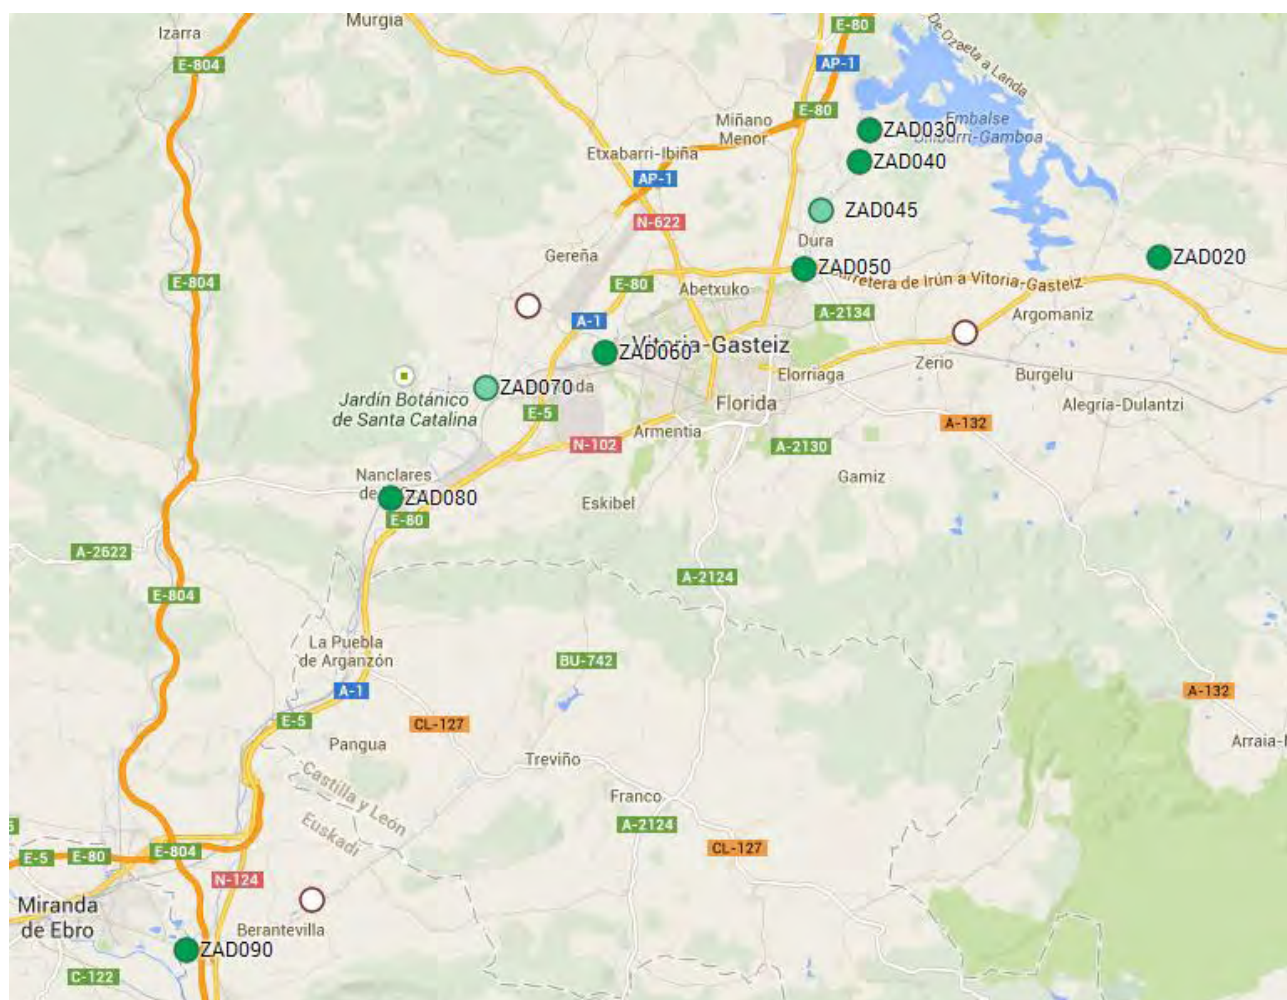 Murgia
Izarra
E-804
E-80
De Ozaeta a Landa
AP-1
E-80
Miñano
Menor
Embalse
Ullibarri-Gamboa
ZAD030
Etxabarri-Ibiña
ZAD040
AP-1
N-622
ZAD045
Dura
Gereña
ZAD050
ZAD020
E-804
E-80
Abetxuko
Carretera de Irún a Vitoria-Gasteiz
A-2134
Argomaniz
A-1
Vitoria-Gasteiz
ZAD060
Zerio
Elorriaga
Burgelu
ZAD070
da
Jardín Botánico
de Santa Catalina
E-5
Florida
Alegría-Dulantzi
Armentia
N-102
A-132
A-2130
Nanclares
de
ZAD080
Gamiz
Eskibel
E-80
A-2622
A-2124
E-804
La Puebla
de Arganzón
BU-742
A-1
A-132
E-5
CL-127
Pangua
Arraia-
Treviño
Castilla y León
Euskadi
Franco
A-2124
CL-127
E-5
E-80
E-804
N-124
Miranda
de Ebro
Berantevilla
ZAD090
C-122